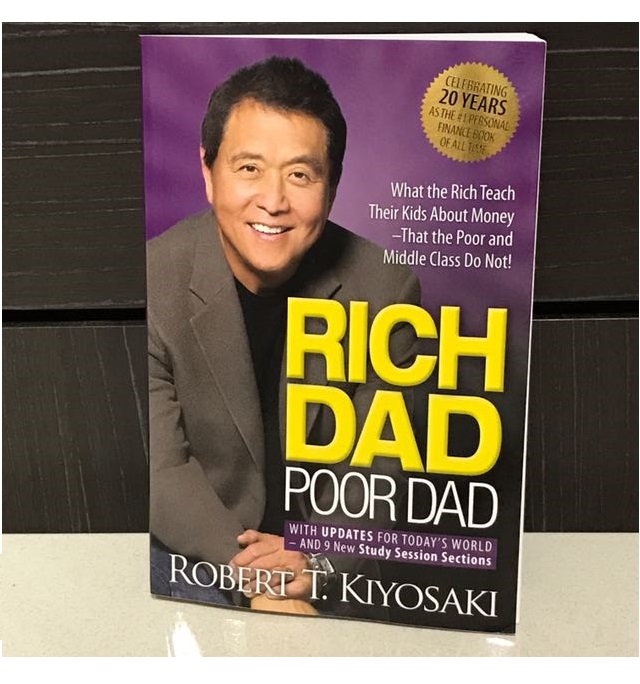 CELEBRATING
20 YEARS
AS THE #1 PERSONAL
FINANCE BOOK
OF ALL TIME
What the Rich Teach
Their Kids About Money
–That the Poor and
Middle Class Do Not!
RICH
DAD
POOR DAD
WITH UPDATES FOR TODAY'S WORLD
– AND 9 New Study Session Sections
ROBERT T. KIYOSAKI